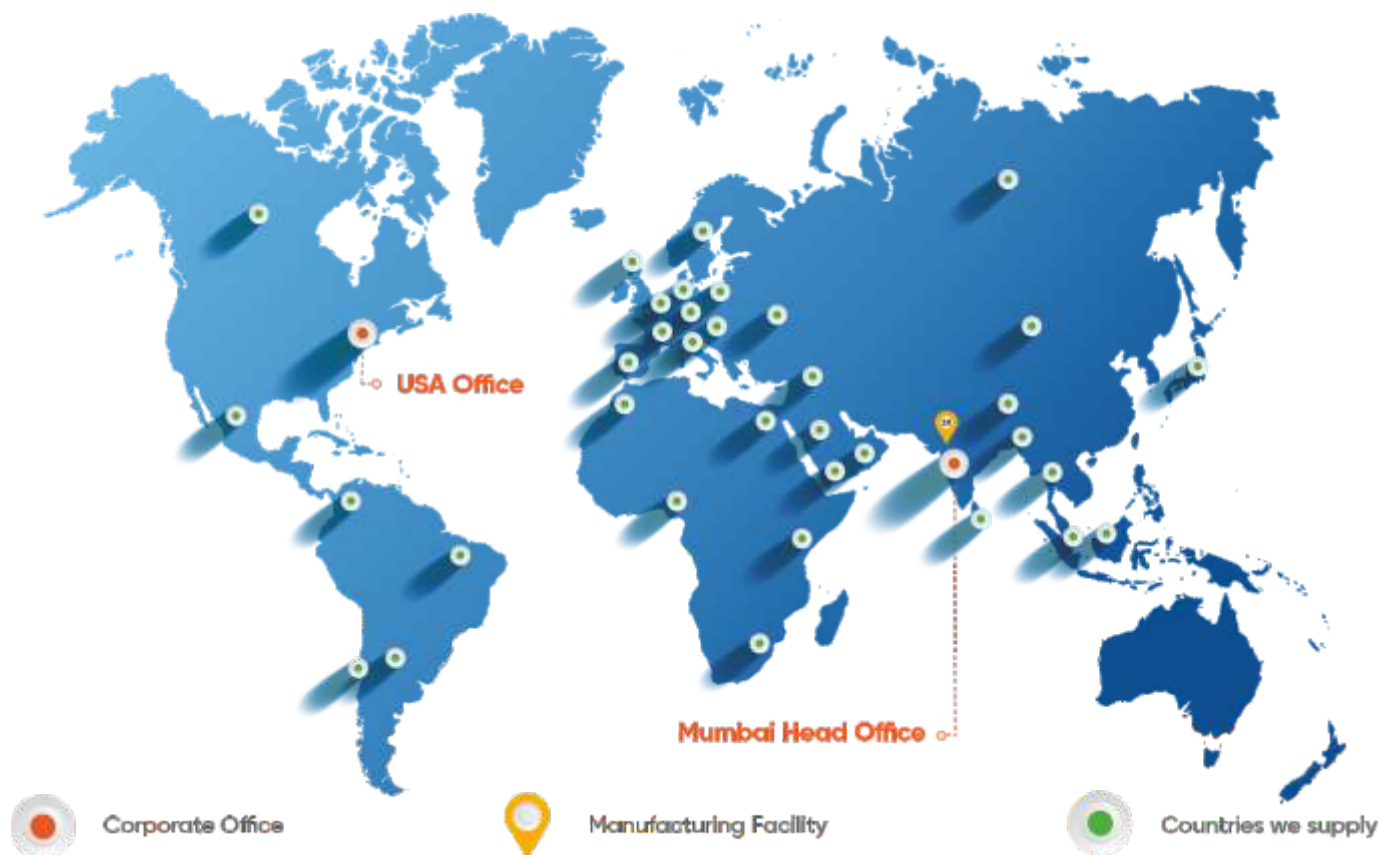 USA Office
Mumbai Head Office
Corporate Office
Manufacturing Facility
Countries we supply